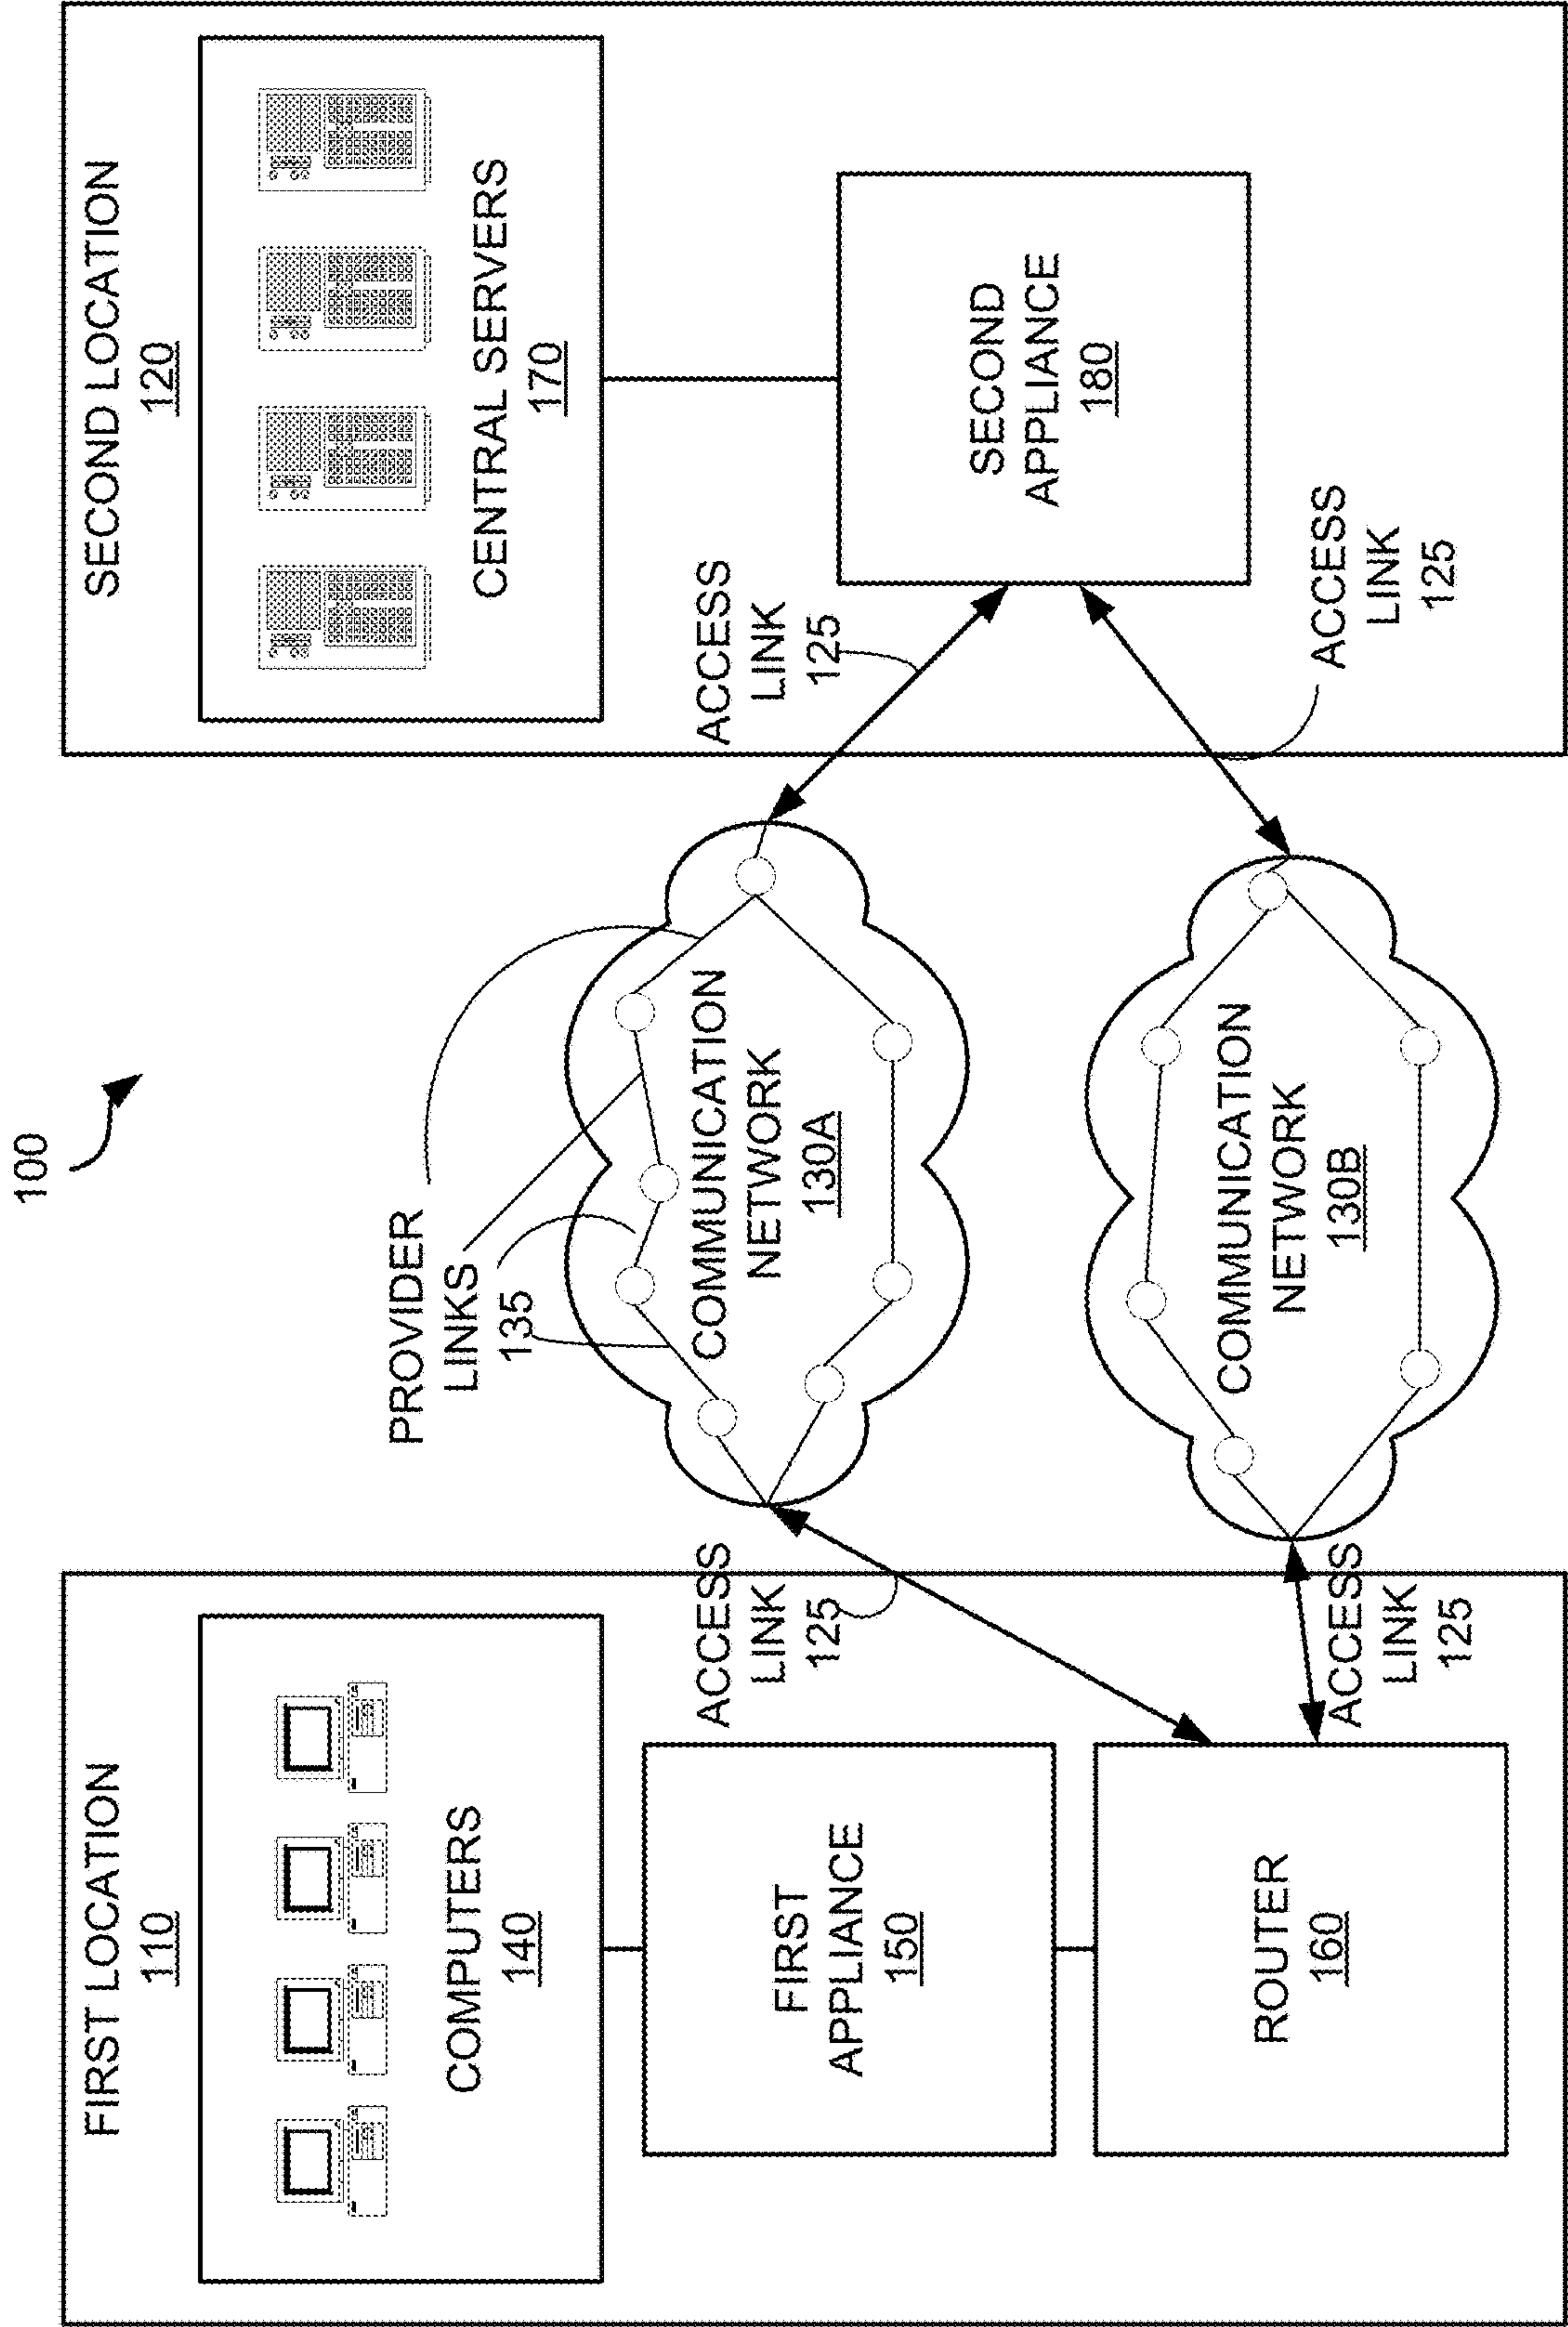 100
FIRST LOCATION
110
COMPUTERS
140
FIRST
APPLIANCE
150
ROUTER
160
ACCESS
LINK
125
ACCESS
LINK
125
PROVIDER
LINKS
135
COMMUNICATION
NETWORK
130A
COMMUNICATION
NETWORK
130B
SECOND LOCATION
120
CENTRAL SERVERS
170
ACCESS
LINK
125
SECOND
APPLIANCE
180
ACCESS
LINK
125